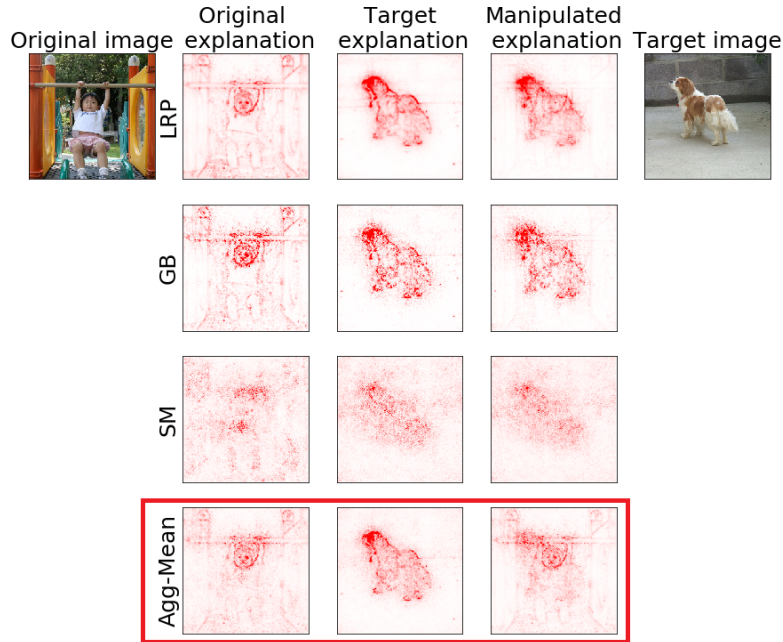 Original image
Original explanation
Target explanation
Manipulated explanation
Target image
LRP
GB
SM
Agg-Mean